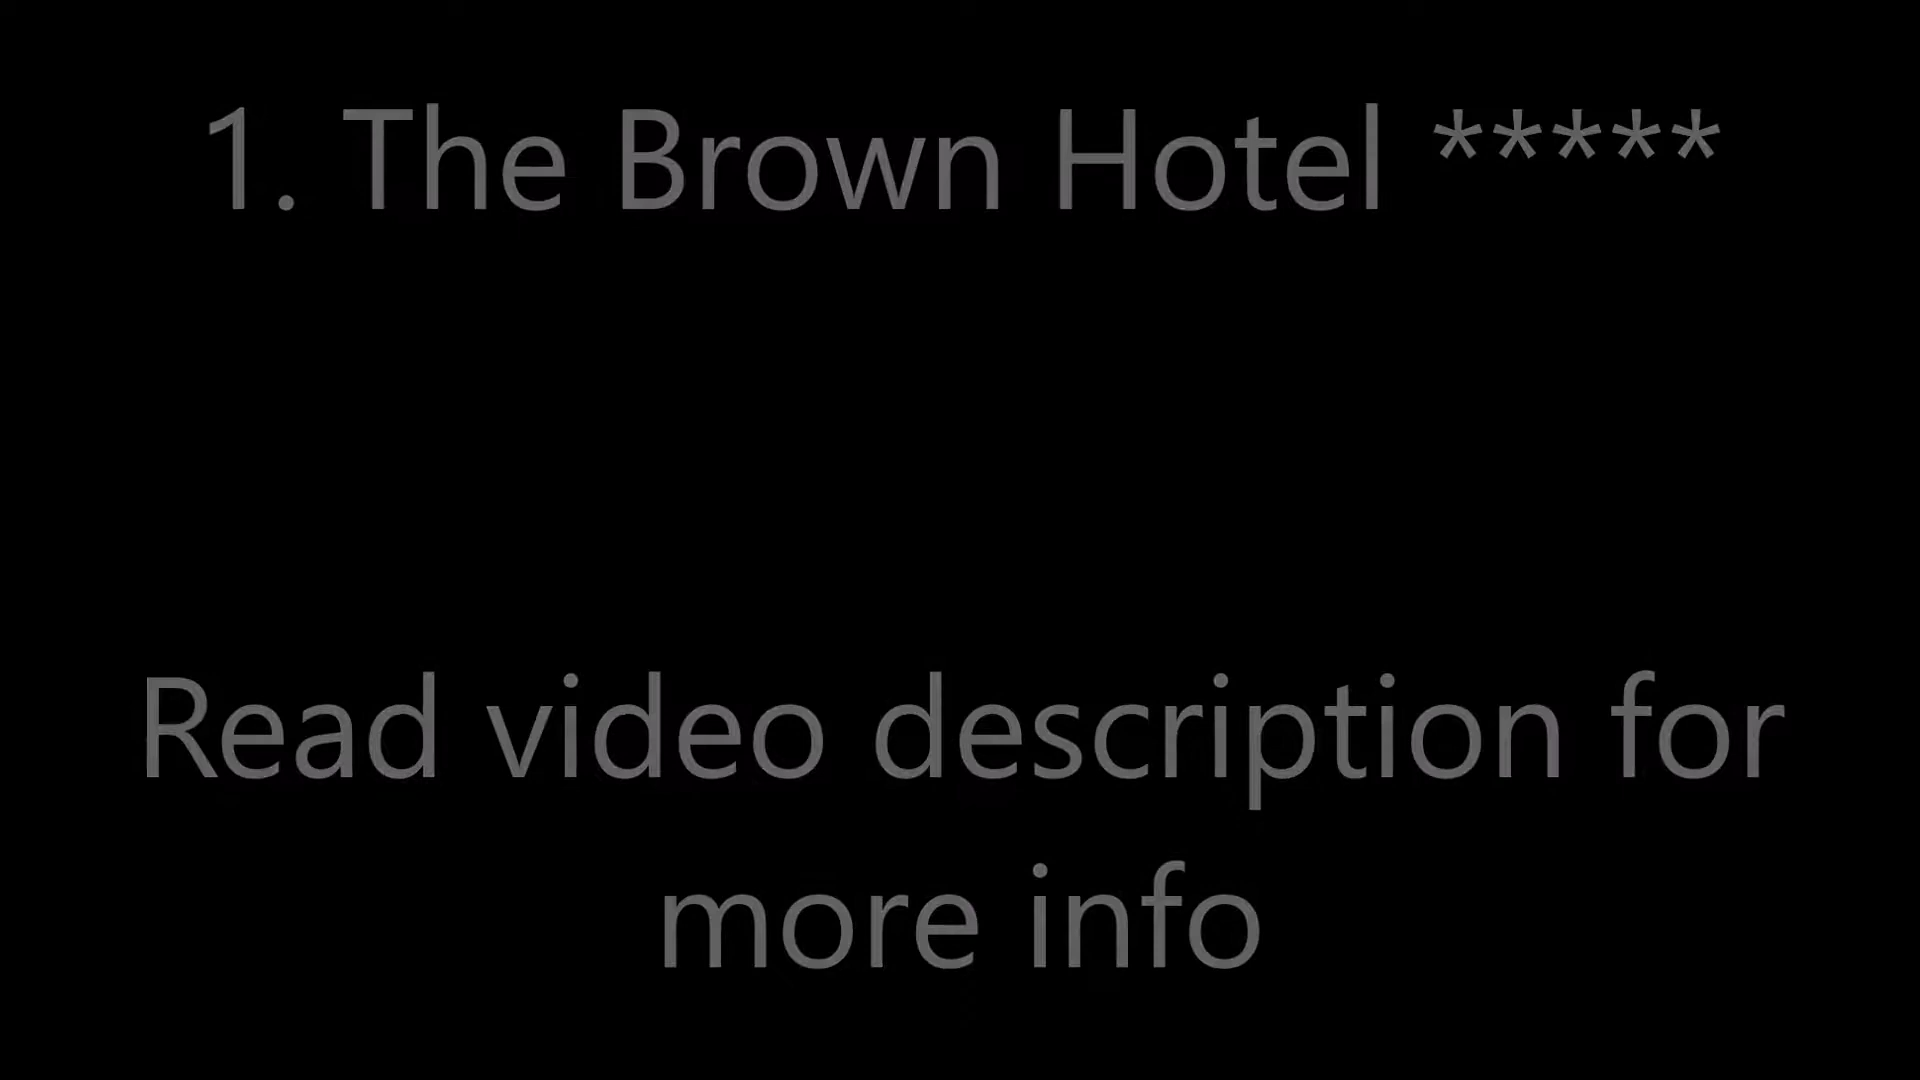 1. The Brown Hotel *****
Read video description for
more info